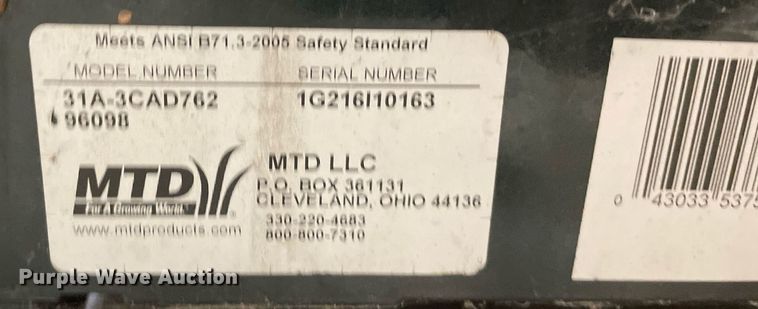 Meets ANSI B71.3-2005 Safety Standard
MODEL NUMBER SERIAL NUMBER
31A-3CAD762 1G216I10163
96098
MTD
For A Growing World.
www.mtdproducts.com
MTD LLC
P.O. BOX 361131
CLEVELAND, OHIO 44136
330-220-4683
800-800-7310
0 43033 5375
Purple Wave Auction